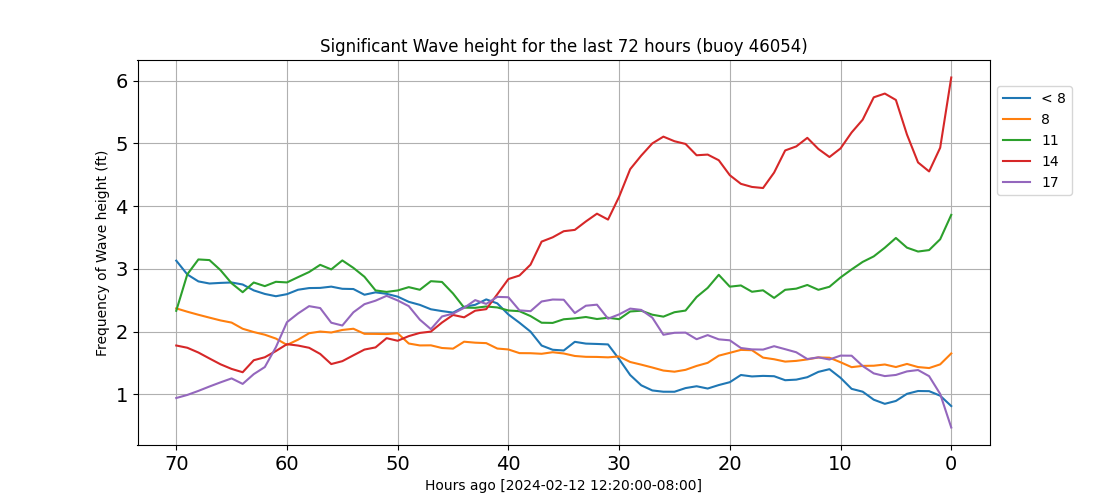 Significant Wave height for the last 72 hours (buoy 46054)
Frequency of Wave height (ft)
6
5
4
3
2
1
70 60 50 40 30 20 10 0
Hours ago [2024-02-12 12:20:00-08:00]
< 8
8
11
14
17